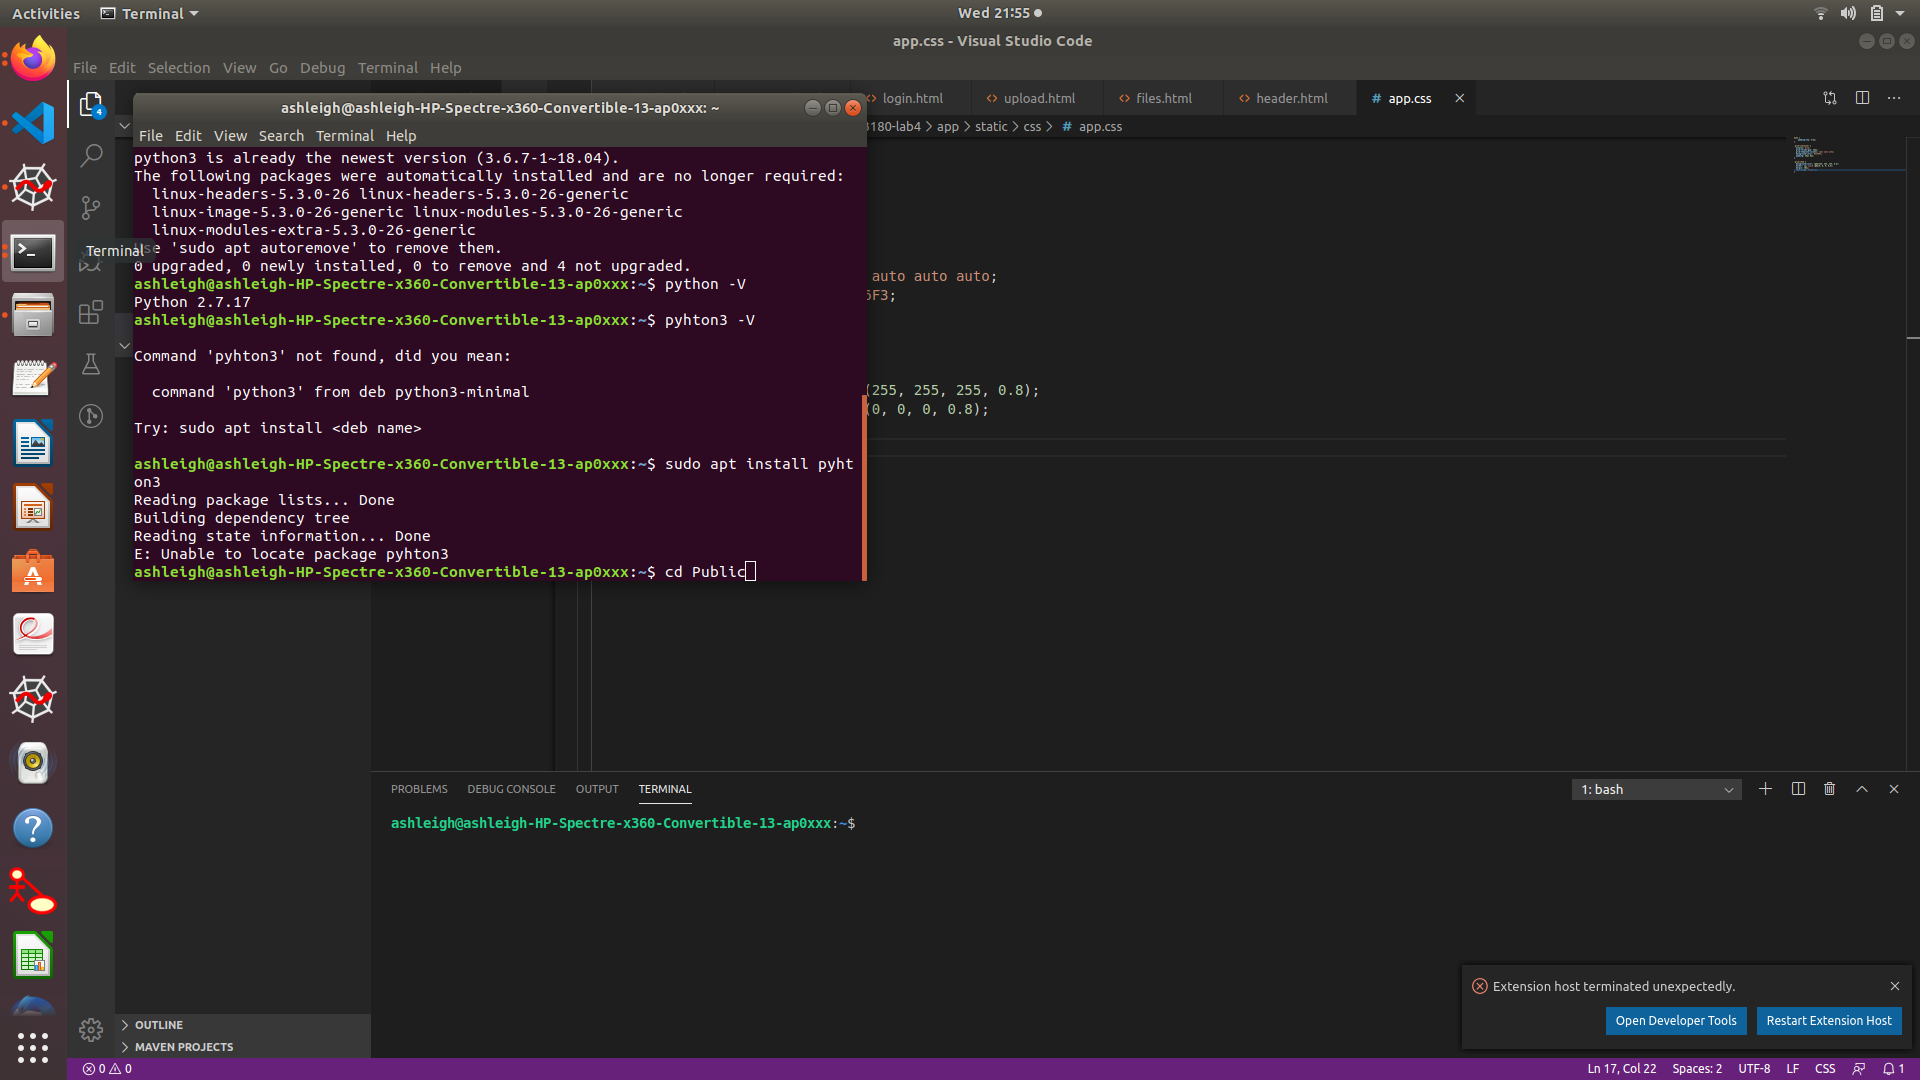 Activities
Terminal
Wed 21:55
app.css - Visual Studio Code
File Edit Selection View Go Debug Terminal Help
4
login.html
upload.html
files.html
header.html
# app.css
180-lab4 > app > static > css > # app.css
ashleigh@ashleigh-HP-Spectre-x360-Convertible-13-ap0xxx: ~
File Edit View Search Terminal Help
python3 is already the newest version (3.6.7-1~18.04).
The following packages were automatically installed and are no longer required:
linux-headers-5.3.0-26 linux-headers-5.3.0-26-generic
linux-image-5.3.0-26-generic linux-modules-5.3.0-26-generic
linux-modules-extra-5.3.0-26-generic
Terminal
se 'sudo apt autoremove' to remove them.
0 upgraded, 0 newly installed, 0 to remove and 4 not upgraded.
ashleigh@ashleigh-HP-Spectre-x360-Convertible-13-ap0xxx:~$ python -V
Python 2.7.17
ashleigh@ashleigh-HP-Spectre-x360-Convertible-13-ap0xxx:~$ pyhton3 -V
Command 'pyhton3' not found, did you mean:
command 'python3' from deb python3-minimal
Try: sudo apt install <deb name>
ashleigh@ashleigh-HP-Spectre-x360-Convertible-13-ap0xxx:~$ sudo apt install pyht
on3
Reading package lists... Done
Building dependency tree
Reading state information... Done
E: Unable to locate package pyhton3
ashleigh@ashleigh-HP-Spectre-x360-Convertible-13-ap0xxx:~$ cd Public
auto auto auto;
F3;
(255, 255, 255, 0.8);
(0, 0, 0, 0.8);
PROBLEMS DEBUG CONSOLE OUTPUT TERMINAL
1: bash
ashleigh@ashleigh-HP-Spectre-x360-Convertible-13-ap0xxx:~$
Extension host terminated unexpectedly.
Open Developer Tools
Restart Extension Host
OUTLINE
MAVEN PROJECTS
0 0
Ln 17, Col 22 Spaces: 2 UTF-8 LF CSS 1